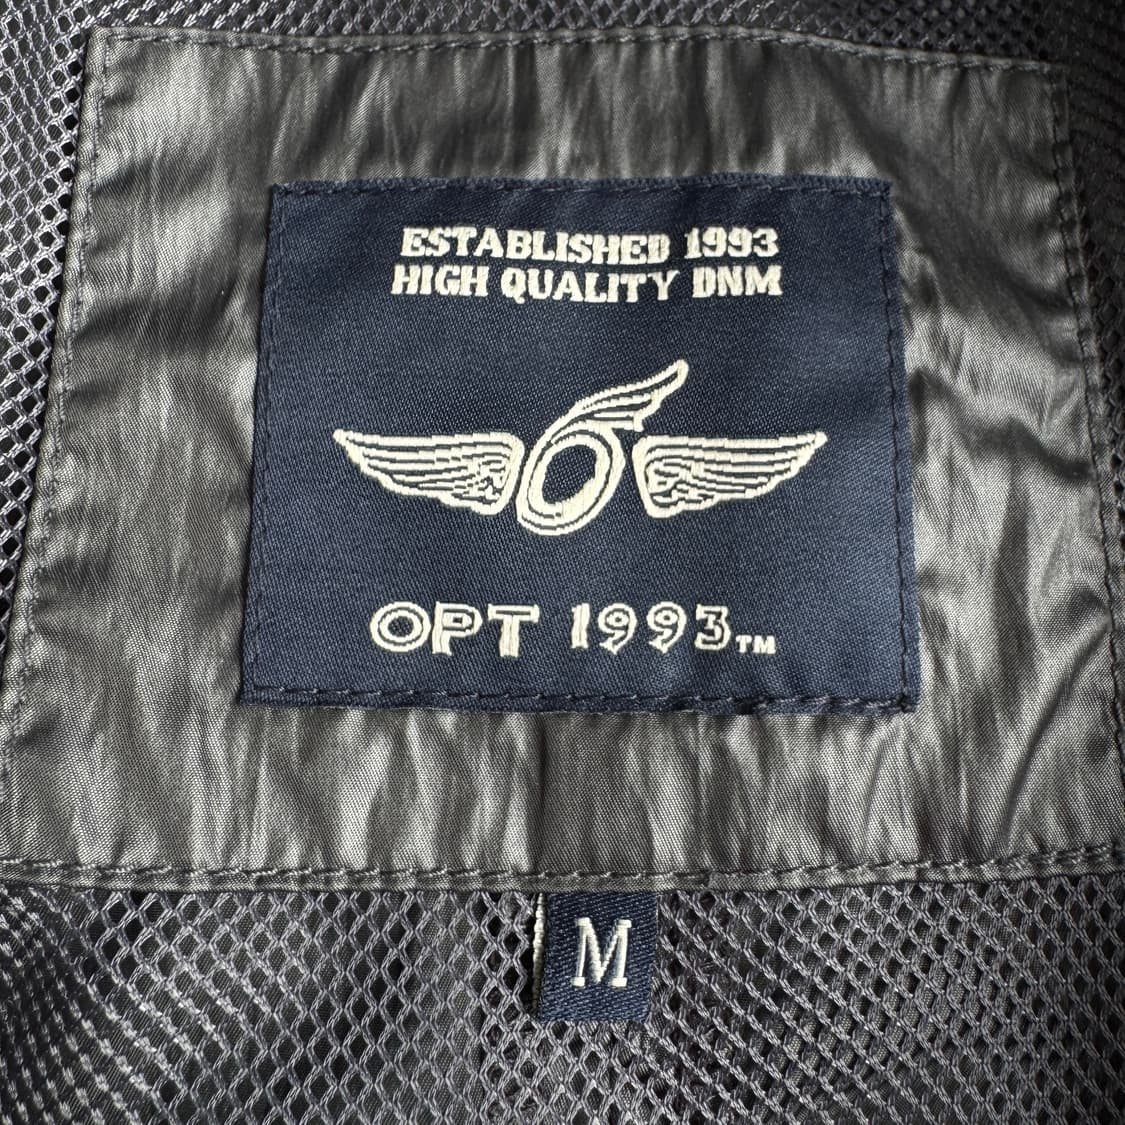 ESTABLISHED 1993
HIGH QUALITY DNM
OPT 1993™
M